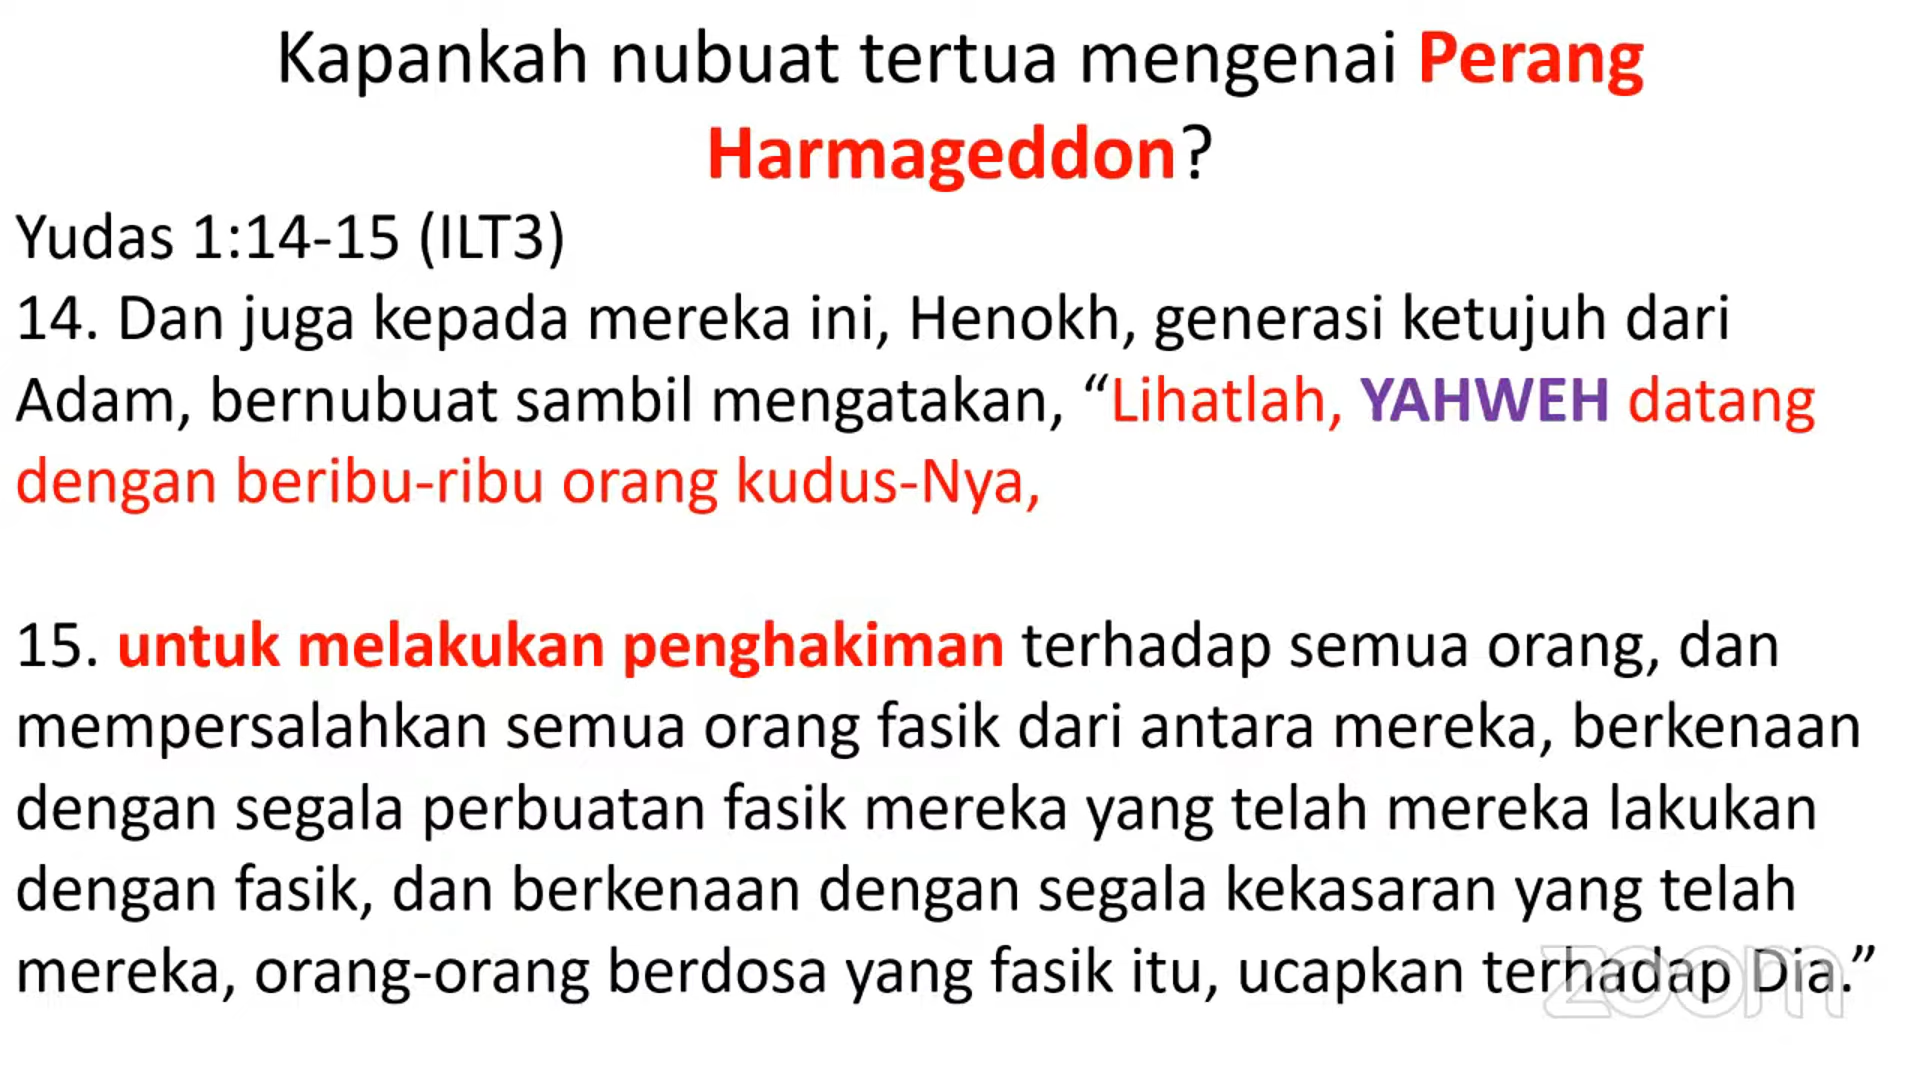 Kapankah nubuat tertua mengenai Perang
Harmageddon?
Yudas 1:14-15 (ILT3)
14. Dan juga kepada mereka ini, Henokh, generasi ketujuh dari
Adam, bernubuat sambil mengatakan, “Lihatlah, YAHWEH datang
dengan beribu-ribu orang kudus-Nya,
15. untuk melakukan penghakiman terhadap semua orang, dan
mempersalahkan semua orang fasik dari antara mereka, berkenaan
dengan segala perbuatan fasik mereka yang telah mereka lakukan
dengan fasik, dan berkenaan dengan segala kekasaran yang telah
mereka, orang-orang berdosa yang fasik itu, ucapkan terhadap Dia.”
zoom